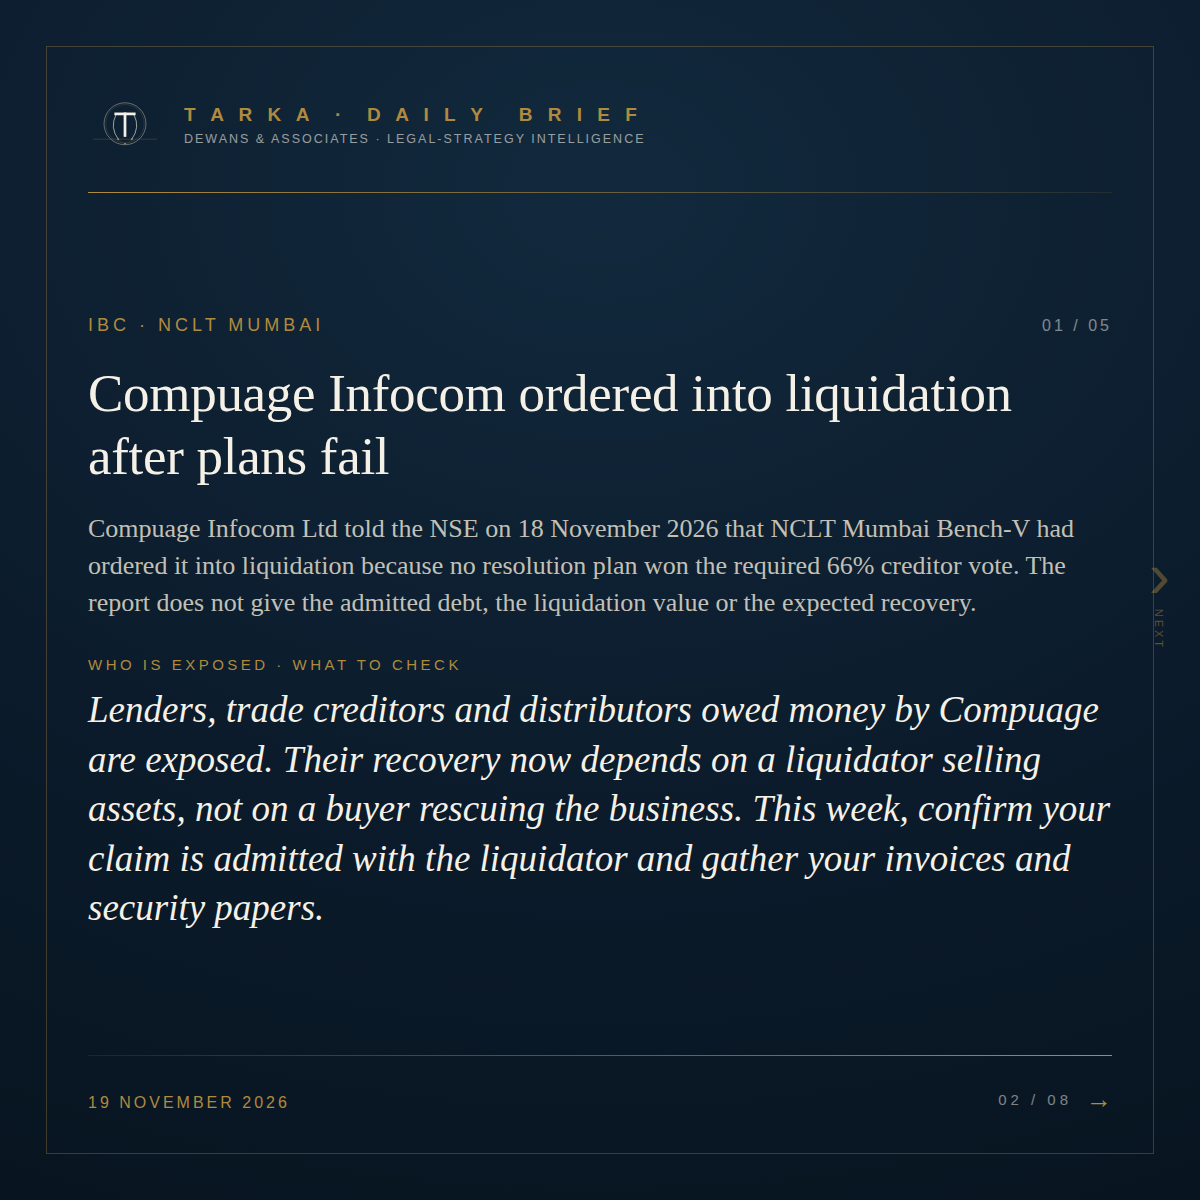 T
TARKA · DAILY BRIEF
DEWANS & ASSOCIATES · LEGAL-STRATEGY INTELLIGENCE
IBC · NCLT MUMBAI
01 / 05
Compuage Infocom ordered into liquidation
after plans fail
Compuage Infocom Ltd told the NSE on 18 November 2026 that NCLT Mumbai Bench-V had
ordered it into liquidation because no resolution plan won the required 66% creditor vote. The
report does not give the admitted debt, the liquidation value or the expected recovery.
› NEXT
WHO IS EXPOSED · WHAT TO CHECK
Lenders, trade creditors and distributors owed money by Compuage
are exposed. Their recovery now depends on a liquidator selling
assets, not on a buyer rescuing the business. This week, confirm your
claim is admitted with the liquidator and gather your invoices and
security papers.
19 NOVEMBER 2026
02 / 08 →